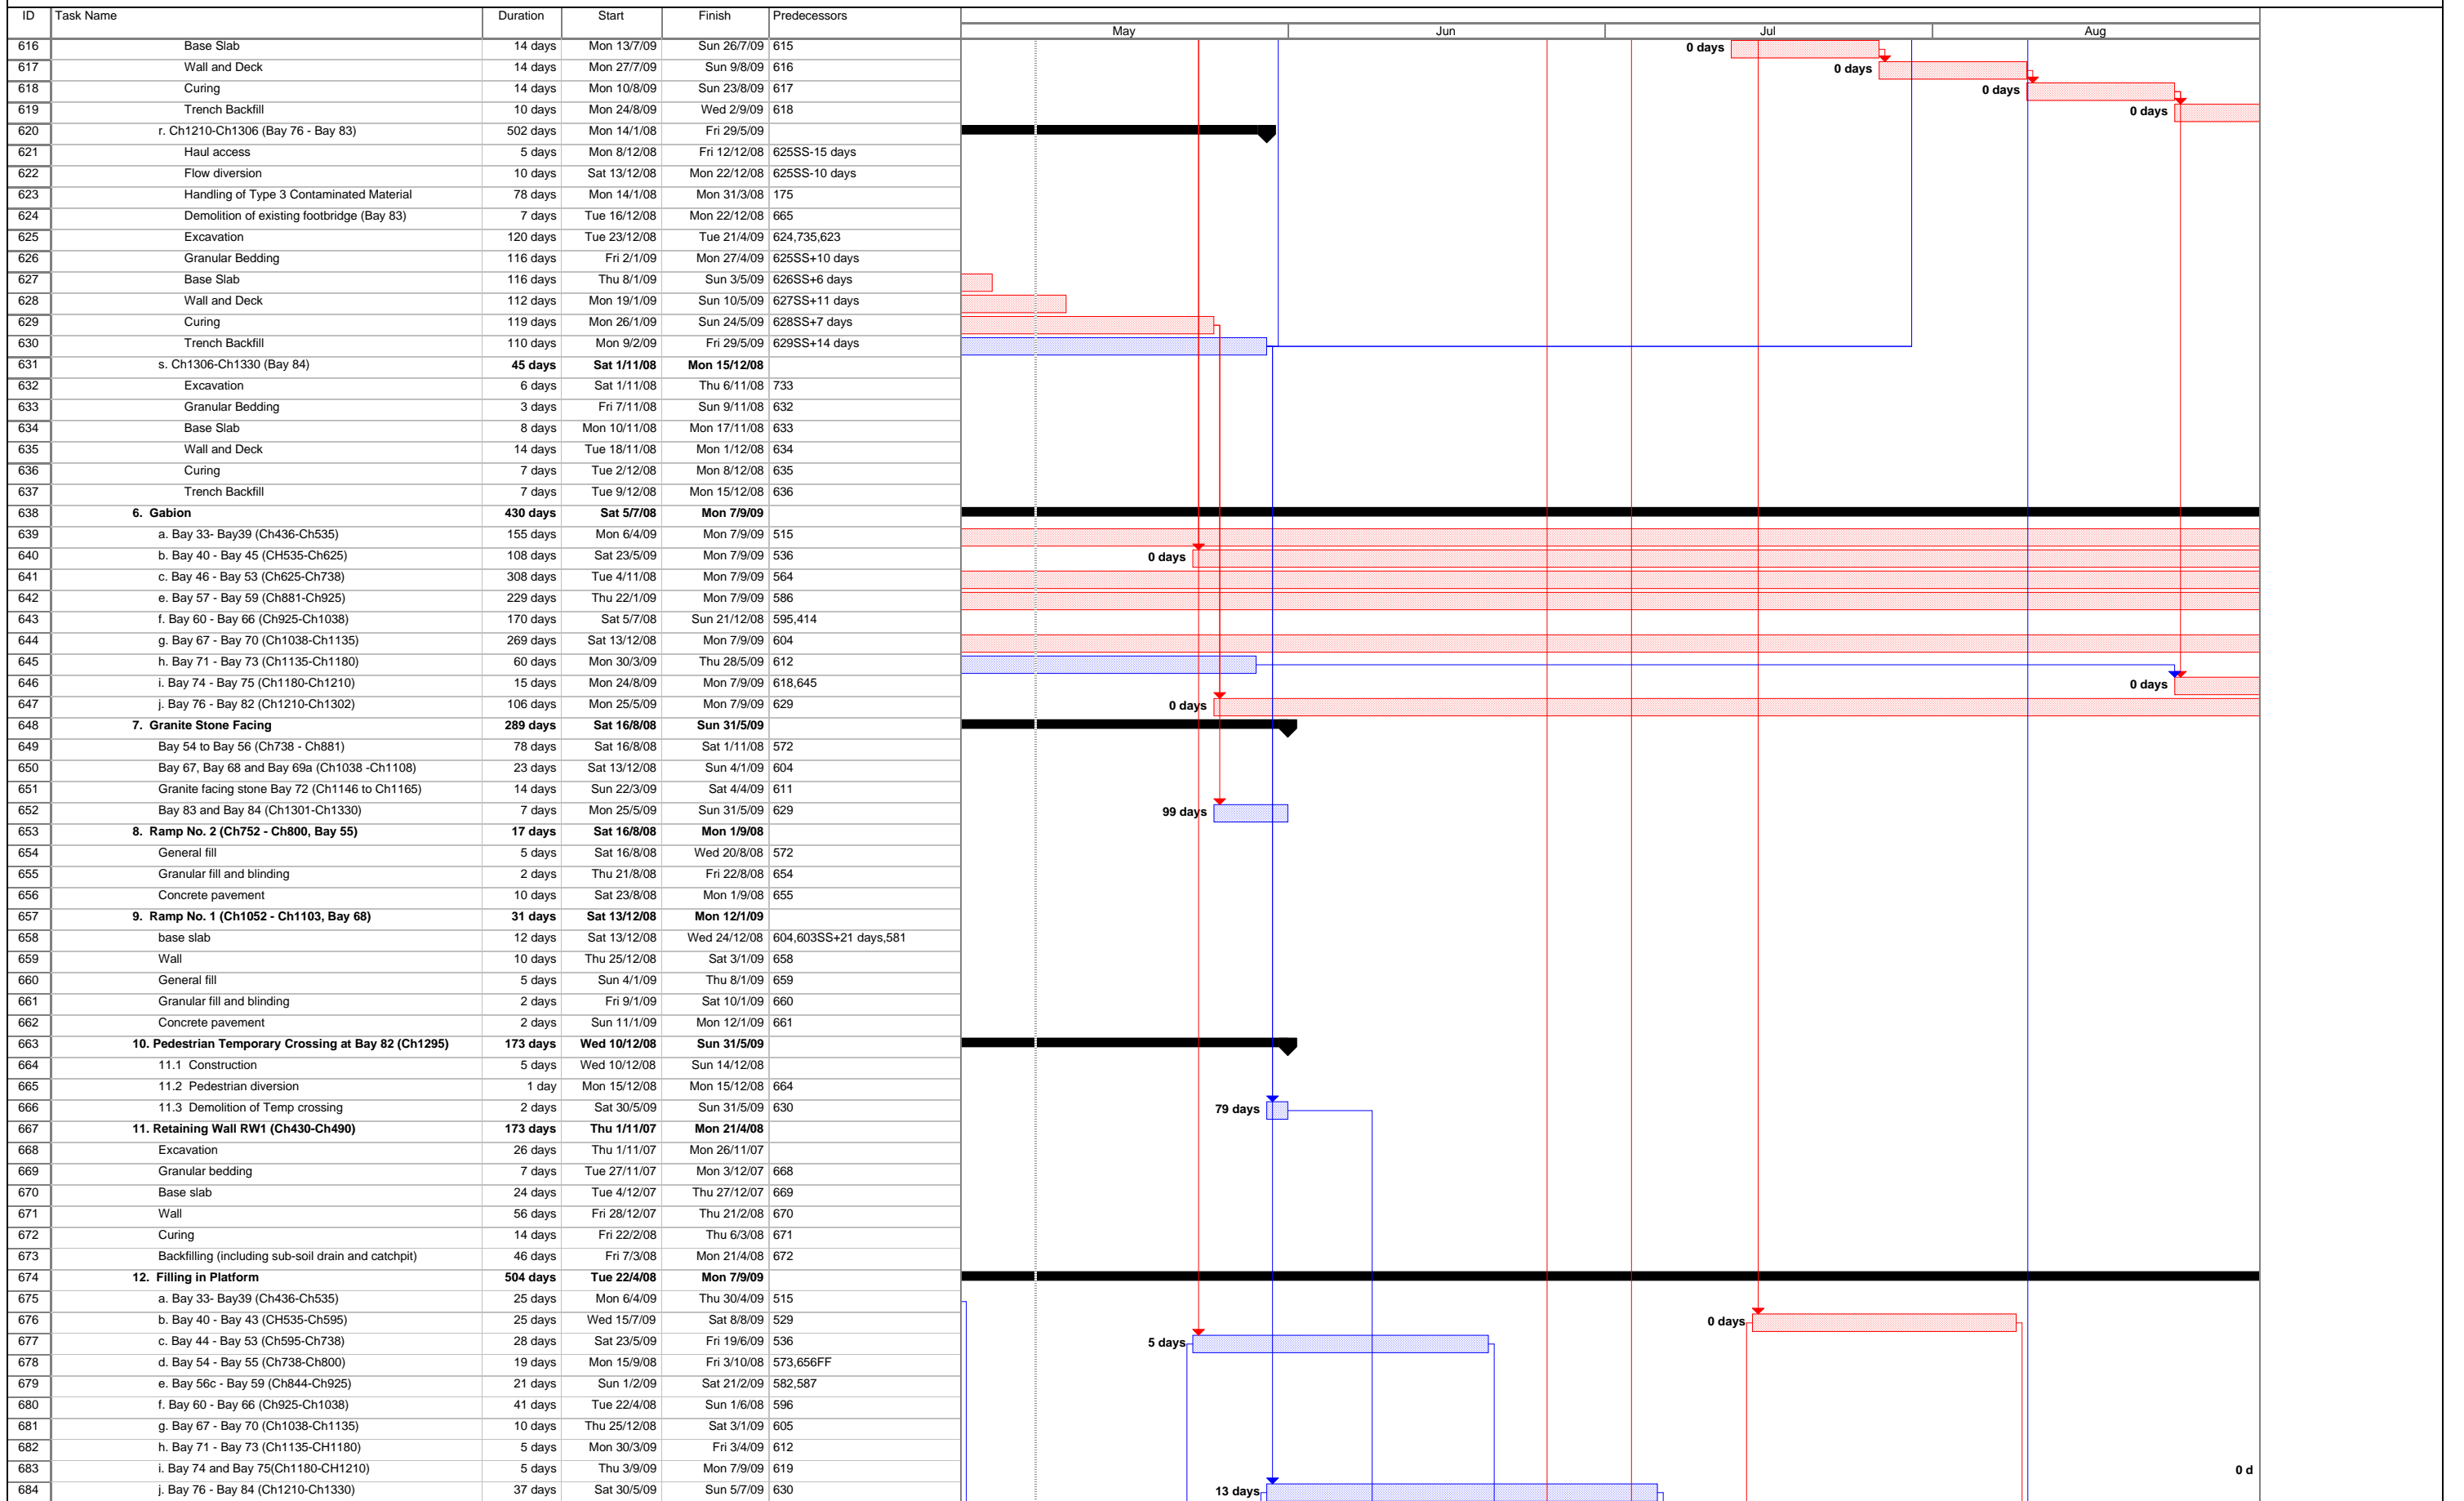 ID Task Name Duration Start Finish Predecessors
May Jun Jul Aug
616 Base Slab 14 days Mon 13/7/09 Sun 26/7/09 615 0 days
617 Wall and Deck 14 days Mon 27/7/09 Sun 9/8/09 616 0 days
618 Curing 14 days Mon 10/8/09 Sun 23/8/09 617 0 days
619 Trench Backfill 10 days Mon 24/8/09 Wed 2/9/09 618 0 days
620 r. Ch1210-Ch1306 (Bay 76 - Bay 83) 502 days Mon 14/1/08 Fri 29/5/09
621 Haul access 5 days Mon 8/12/08 Fri 12/12/08 625SS-15 days
622 Flow diversion 10 days Sat 13/12/08 Mon 22/12/08 625SS-10 days
623 Handling of Type 3 Contaminated Material 78 days Mon 14/1/08 Mon 31/3/08 175
624 Demolition of existing footbridge (Bay 83) 7 days Tue 16/12/08 Mon 22/12/08 665
625 Excavation 120 days Tue 23/12/08 Tue 21/4/09 624,735,623
626 Granular Bedding 116 days Fri 2/1/09 Mon 27/4/09 625SS+10 days
627 Base Slab 116 days Thu 8/1/09 Sun 3/5/09 626SS+6 days
628 Wall and Deck 112 days Mon 19/1/09 Sun 10/5/09 627SS+11 days
629 Curing 119 days Mon 26/1/09 Sun 24/5/09 628SS+7 days
630 Trench Backfill 110 days Mon 9/2/09 Fri 29/5/09 629SS+14 days
631 s. Ch1306-Ch1330 (Bay 84) 45 days Sat 1/11/08 Mon 15/12/08
632 Excavation 6 days Sat 1/11/08 Thu 6/11/08 733
633 Granular Bedding 3 days Fri 7/11/08 Sun 9/11/08 632
634 Base Slab 8 days Mon 10/11/08 Mon 17/11/08 633
635 Wall and Deck 14 days Tue 18/11/08 Mon 1/12/08 634
636 Curing 7 days Tue 2/12/08 Mon 8/12/08 635
637 Trench Backfill 7 days Tue 9/12/08 Mon 15/12/08 636
638 6. Gabion 430 days Sat 5/7/08 Mon 7/9/09
639 a. Bay 33- Bay39 (Ch436-Ch535) 155 days Mon 6/4/09 Mon 7/9/09 515
640 b. Bay 40 - Bay 45 (CH535-Ch625) 108 days Sat 23/5/09 Mon 7/9/09 536 0 days
641 c. Bay 46 - Bay 53 (Ch625-Ch738) 308 days Tue 4/11/08 Mon 7/9/09 564
642 e. Bay 57 - Bay 59 (Ch881-Ch925) 229 days Thu 22/1/09 Mon 7/9/09 586
643 f. Bay 60 - Bay 66 (Ch925-Ch1038) 170 days Sat 5/7/08 Sun 21/12/08 595,414
644 g. Bay 67 - Bay 70 (Ch1038-Ch1135) 269 days Sat 13/12/08 Mon 7/9/09 604
645 h. Bay 71 - Bay 73 (Ch1135-Ch1180) 60 days Mon 30/3/09 Thu 28/5/09 612
646 i. Bay 74 - Bay 75 (Ch1180-Ch1210) 15 days Mon 24/8/09 Mon 7/9/09 618,645 0 days
647 j. Bay 76 - Bay 82 (Ch1210-Ch1302) 106 days Mon 25/5/09 Mon 7/9/09 629 0 days
648 7. Granite Stone Facing 289 days Sat 16/8/08 Sun 31/5/09
649 Bay 54 to Bay 56 (Ch738 - Ch881) 78 days Sat 16/8/08 Sat 1/11/08 572
650 Bay 67, Bay 68 and Bay 69a (Ch1038 -Ch1108) 23 days Sat 13/12/08 Sun 4/1/09 604
651 Granite facing stone Bay 72 (Ch1146 to Ch1165) 14 days Sun 22/3/09 Sat 4/4/09 611
652 Bay 83 and Bay 84 (Ch1301-Ch1330) 7 days Mon 25/5/09 Sun 31/5/09 629 99 days
653 8. Ramp No. 2 (Ch752 - Ch800, Bay 55) 17 days Sat 16/8/08 Mon 1/9/08
654 General fill 5 days Sat 16/8/08 Wed 20/8/08 572
655 Granular fill and blinding 2 days Thu 21/8/08 Fri 22/8/08 654
656 Concrete pavement 10 days Sat 23/8/08 Mon 1/9/08 655
657 9. Ramp No. 1 (Ch1052 - Ch1103, Bay 68) 31 days Sat 13/12/08 Mon 12/1/09
658 base slab 12 days Sat 13/12/08 Wed 24/12/08 604,603SS+21 days,581
659 Wall 10 days Thu 25/12/08 Sat 3/1/09 658
660 General fill 5 days Sun 4/1/09 Thu 8/1/09 659
661 Granular fill and blinding 2 days Fri 9/1/09 Sat 10/1/09 660
662 Concrete pavement 2 days Sun 11/1/09 Mon 12/1/09 661
663 10. Pedestrian Temporary Crossing at Bay 82 (Ch1295) 173 days Wed 10/12/08 Sun 31/5/09
664 11.1 Construction 5 days Wed 10/12/08 Sun 14/12/08
665 11.2 Pedestrian diversion 1 day Mon 15/12/08 Mon 15/12/08 664
666 11.3 Demolition of Temp crossing 2 days Sat 30/5/09 Sun 31/5/09 630 79 days
667 11. Retaining Wall RW1 (Ch430-Ch490) 173 days Thu 1/11/07 Mon 21/4/08
668 Excavation 26 days Thu 1/11/07 Mon 26/11/07
669 Granular bedding 7 days Tue 27/11/07 Mon 3/12/07 668
670 Base slab 24 days Tue 4/12/07 Thu 27/12/07 669
671 Wall 56 days Fri 28/12/07 Thu 21/2/08 670
672 Curing 14 days Fri 22/2/08 Thu 6/3/08 671
673 Backfilling (including sub-soil drain and catchpit) 46 days Fri 7/3/08 Mon 21/4/08 672
674 12. Filling in Platform 504 days Tue 22/4/08 Mon 7/9/09
675 a. Bay 33- Bay39 (Ch436-Ch535) 25 days Mon 6/4/09 Thu 30/4/09 515
676 b. Bay 40 - Bay 43 (CH535-Ch595) 25 days Wed 15/7/09 Sat 8/8/09 529 0 days
677 c. Bay 44 - Bay 53 (Ch595-Ch738) 28 days Sat 23/5/09 Fri 19/6/09 536 5 days
678 d. Bay 54 - Bay 55 (Ch738-Ch800) 19 days Mon 15/9/08 Fri 3/10/08 573,656FF
679 e. Bay 56c - Bay 59 (Ch844-Ch925) 21 days Sun 1/2/09 Sat 21/2/09 582,587
680 f. Bay 60 - Bay 66 (Ch925-Ch1038) 41 days Tue 22/4/08 Sun 1/6/08 596
681 g. Bay 67 - Bay 70 (Ch1038-Ch1135) 10 days Thu 25/12/08 Sat 3/1/09 605
682 h. Bay 71 - Bay 73 (Ch1135-CH1180) 5 days Mon 30/3/09 Fri 3/4/09 612
683 i. Bay 74 and Bay 75(Ch1180-CH1210) 5 days Thu 3/9/09 Mon 7/9/09 619 0 d
684 j. Bay 76 - Bay 84 (Ch1210-Ch1330) 37 days Sat 30/5/09 Sun 5/7/09 630 13 days